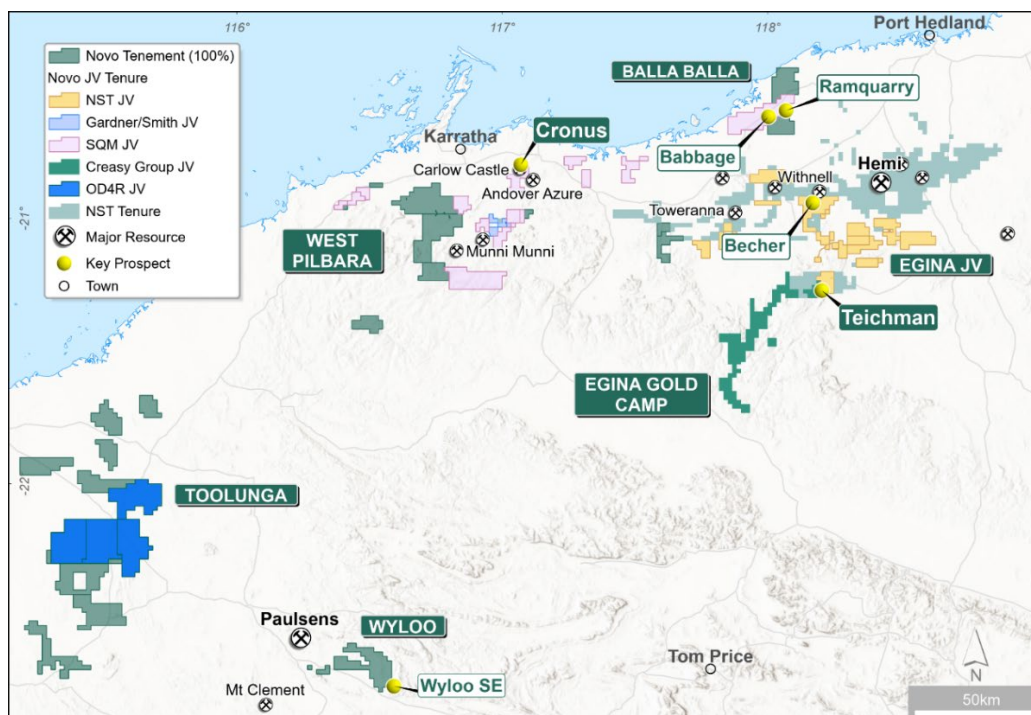 116°
117°
118°
Port Hedland
Novo Tenement (100%)
Novo JV Tenure
NST JV
Gardner/Smith JV
SQM JV
Creasy Group JV
OD4R JV
NST Tenure
Major Resource
Key Prospect
Town
BALLA BALLA
Ramquarry
Karratha
Cronus
Babbage
Carlow Castle
Andover Azure
Hemi
Withnell
-21°
Toweranna
WEST
PILBARA
Munni Munni
Becher
EGINA JV
Teichman
EGINA GOLD
CAMP
-22°
TOOLUNGA
Paulsens
WYLOO
Tom Price
Wyloo SE
Mt Clement
N
50km